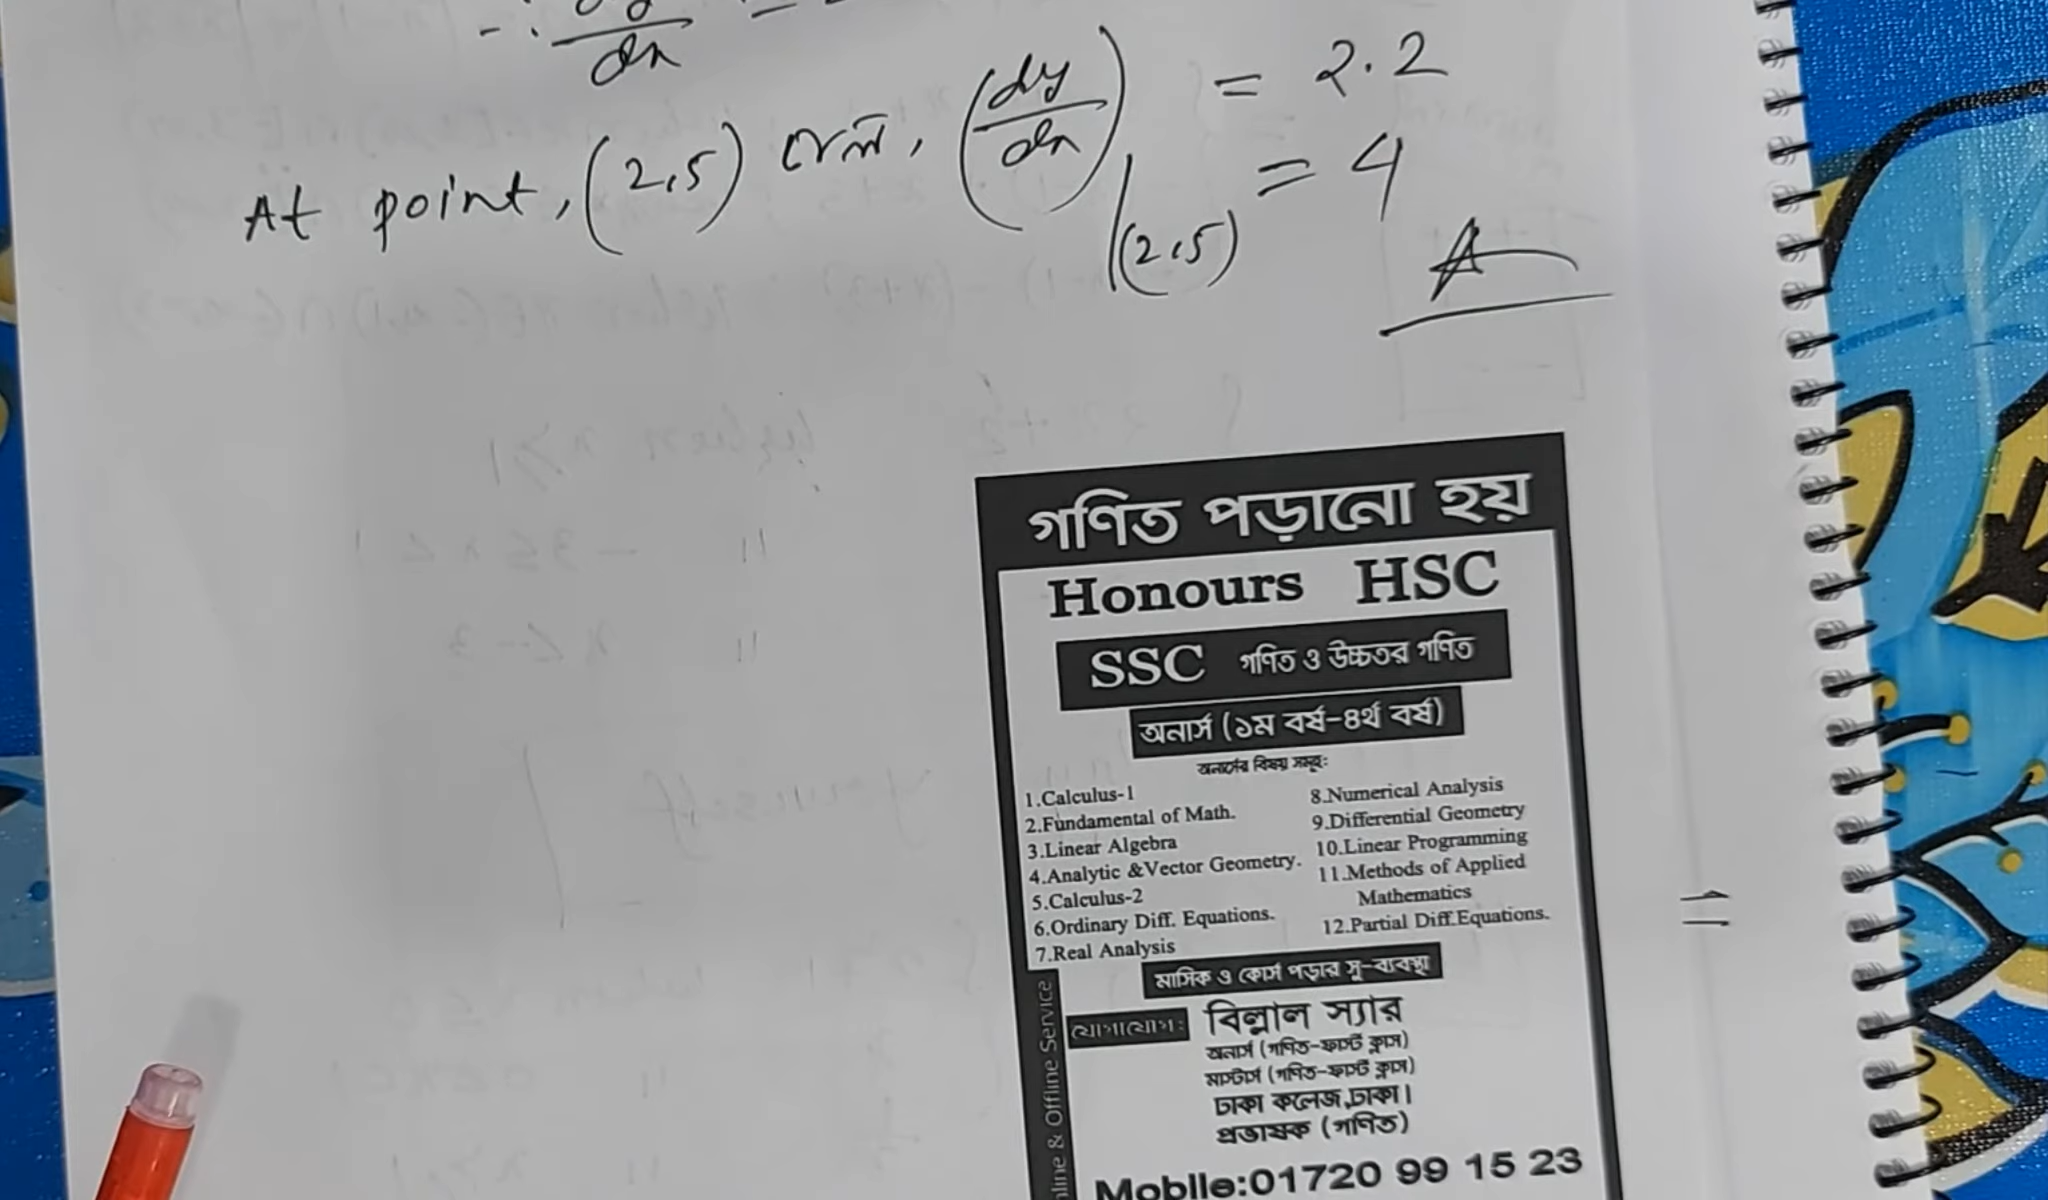 dx
At point, (2,5) তে, (dy/dx)|(2,5) = 2.2
= 4
গণিত পড়ানো হয়
Honours HSC
SSC গণিত ও উচ্চতর গণিত
অনার্স (১ম বর্ষ-৪র্থ বর্ষ)
অনার্সের বিষয় সমূহ:
1.Calculus-1
2.Fundamental of Math.
3.Linear Algebra
4.Analytic &Vector Geometry.
5.Calculus-2
6.Ordinary Diff. Equations.
7.Real Analysis
8.Numerical Analysis
9.Differential Geometry
10.Linear Programming
11.Methods of Applied
Mathematics
12.Partial Diff.Equations.
মাসিক ও কোর্স পড়ার সু-ব্যবস্থা
যোগাযোগ: বিল্লাল স্যার
অনার্স (গণিত-ফার্স্ট ক্লাস)
মাস্টার্স (গণিত-ফার্স্ট ক্লাস)
ঢাকা কলেজ,ঢাকা।
প্রভাষক (গণিত)
Mobile:01720 99 15 23
nline & Offline Service